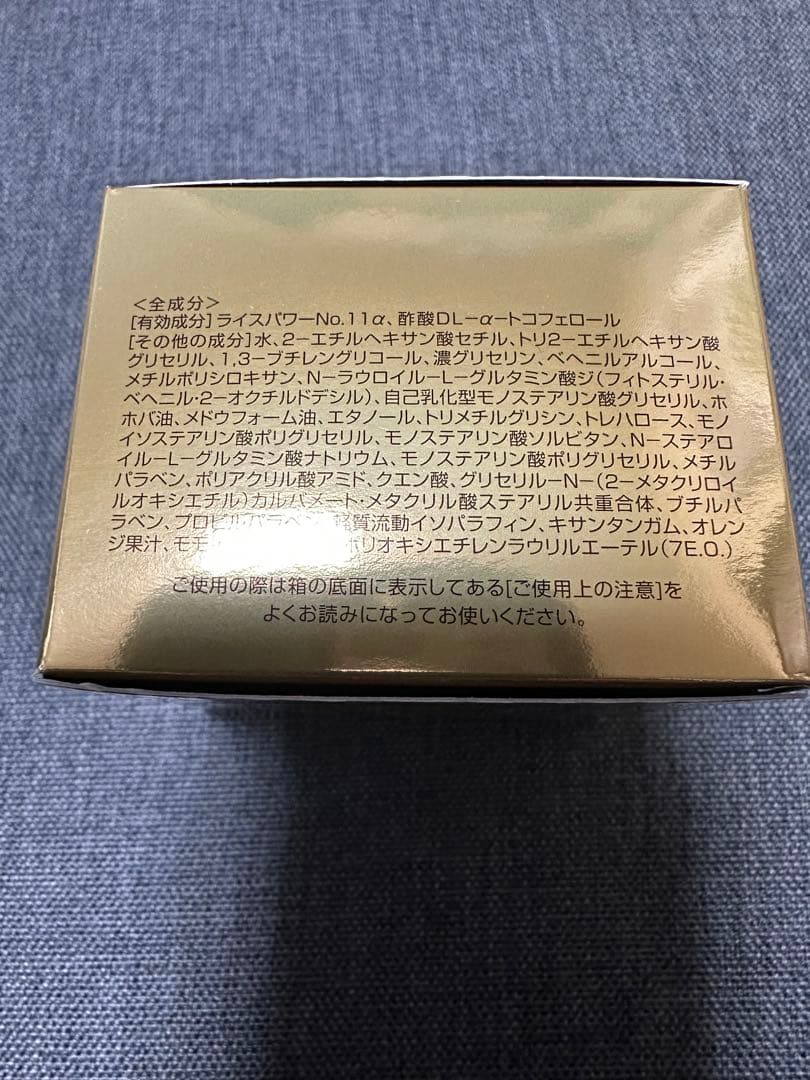 ＜全成分＞
[有効成分]ライスパワーNo.11α、酢酸DL－α－トコフェロール
[その他の成分]水、2－エチルヘキサン酸セチル、トリ2－エチルヘキサン酸
グリセリル、1,3－ブチレングリコール、濃グリセリン、ベヘニルアルコール、
メチルポリシロキサン、N－ラウロイル－L－グルタミン酸ジ(フィトステリル・
ベヘニル・2－オクチルドデシル)、自己乳化型モノステアリン酸グリセリル、ホ
ホバ油、メドウフォーム油、エタノール、トリメチルグリシン、トレハロース、モノ
イソステアリン酸ポリグリセリル、モノステアリン酸ソルビタン、N－ステアロ
イル－L－グルタミン酸ナトリウム、モノステアリン酸ポリグリセリル、メチル
パラベン、ポリアクリル酸アミド、クエン酸、グリセリル－N－(2－メタクリロイ
ルオキシエチル)カルバメート・メタクリル酸ステアリル共重合体、ブチルパ
ラベン、プロピルパラベン、軽質流動イソパラフィン、キサンタンガム、オレン
ジ果汁、モモ ポリオキシエチレンラウリルエーテル(7E.O.)
ご使用の際は箱の底面に表示してある[ご使用上の注意]を
よくお読みになってお使いください。